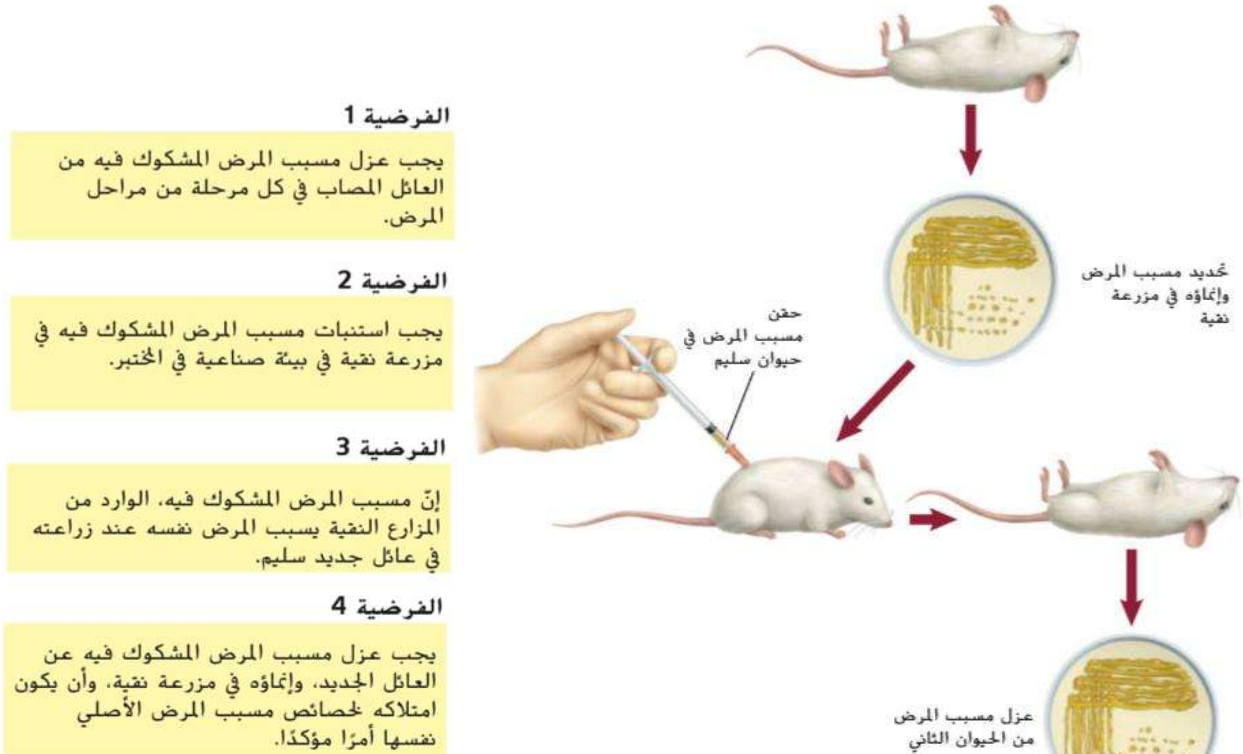 الفرضية 1
يجب عزل مسبب المرض المشكوك فيه من
العائل المصاب في كل مرحلة من مراحل
المرض.
الفرضية 2
يجب استنبات مسبب المرض المشكوك فيه في
مزرعة نقية في بيئة صناعية في المختبر.
الفرضية 3
إنّ مسبب المرض المشكوك فيه، الوارد من
المزارع النقية يسبب المرض نفسه عند زراعته
في عائل جديد سليم.
الفرضية 4
يجب عزل مسبب المرض المشكوك فيه عن
العائل الجديد، وإنماؤه في مزرعة نقية، وأن يكون
امتلاكه لخصائص مسبب المرض الأصلي
نفسها أمرًا مؤكدًا.
تحديد مسبب المرض
وإنماؤه في مزرعة
نقية
حقن
مسبب المرض في
حيوان سليم
عزل مسبب المرض
من الحيوان الثاني